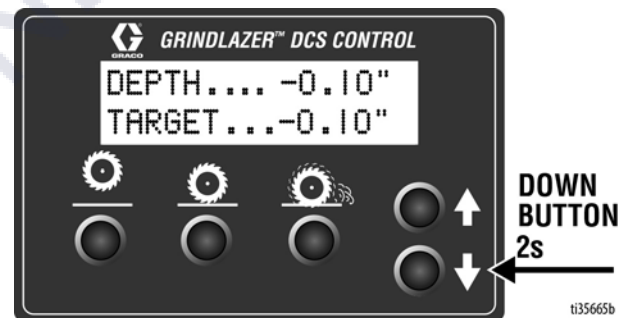 GRACO
GRINDLAZER™ DCS CONTROL
DEPTH.... -0.10"
TARGET...-0.10"
DOWN
BUTTON
2s
ti35665b